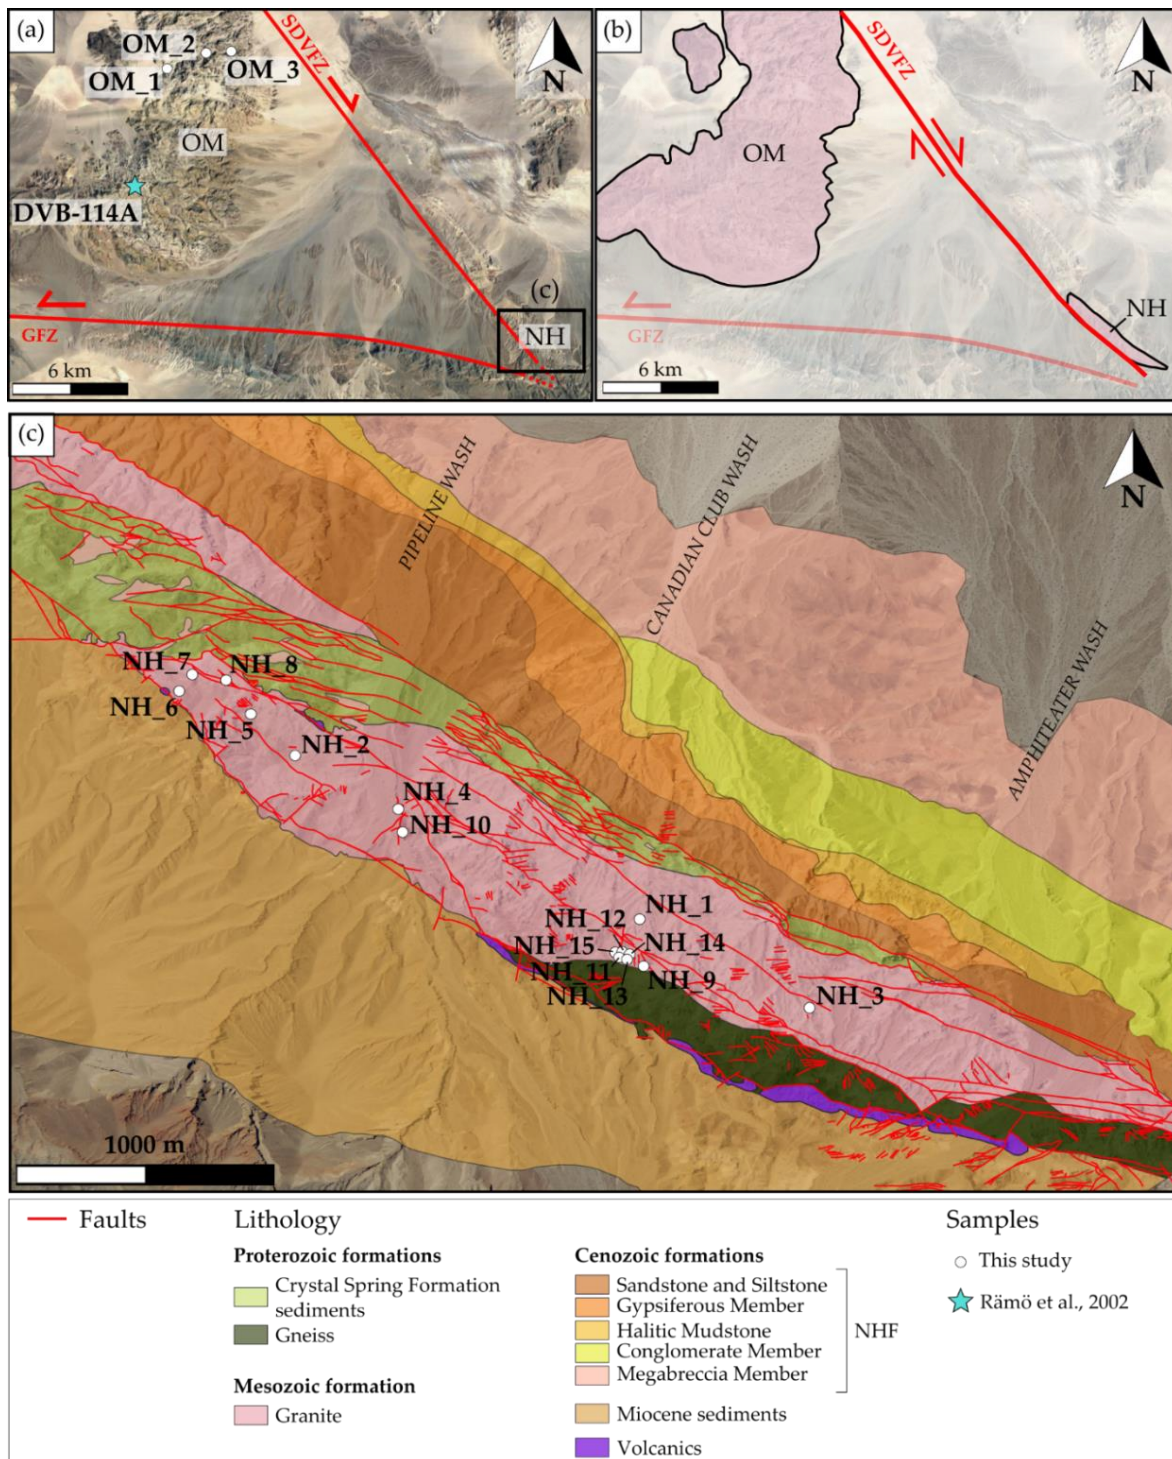 (a)
OM_2
OM_1
OM_3
SDVFZ
N
OM
DVB-114A
(c)
NH
GFZ
6 km
(b)
SDVFZ
N
OM
NH
GFZ
6 km
(c)
PIPELINE WASH
CANADIAN CLUB WASH
AMPHITEATER WASH
N
NH_7
NH_8
NH_6
NH_5
NH_2
NH_4
NH_10
NH_1
NH_12
NH_15
NH_14
NH_11
NH_9
NH_13
NH_3
1000 m
Faults
Lithology
Samples
Proterozoic formations
Crystal Spring Formation
sediments
Gneiss
Mesozoic formation
Granite
Cenozoic formations
Sandstone and Siltstone
Gypsiferous Member
Halitic Mudstone
Conglomerate Member
Megabreccia Member
NHF
Miocene sediments
Volcanics
This study
Rämö et al., 2002